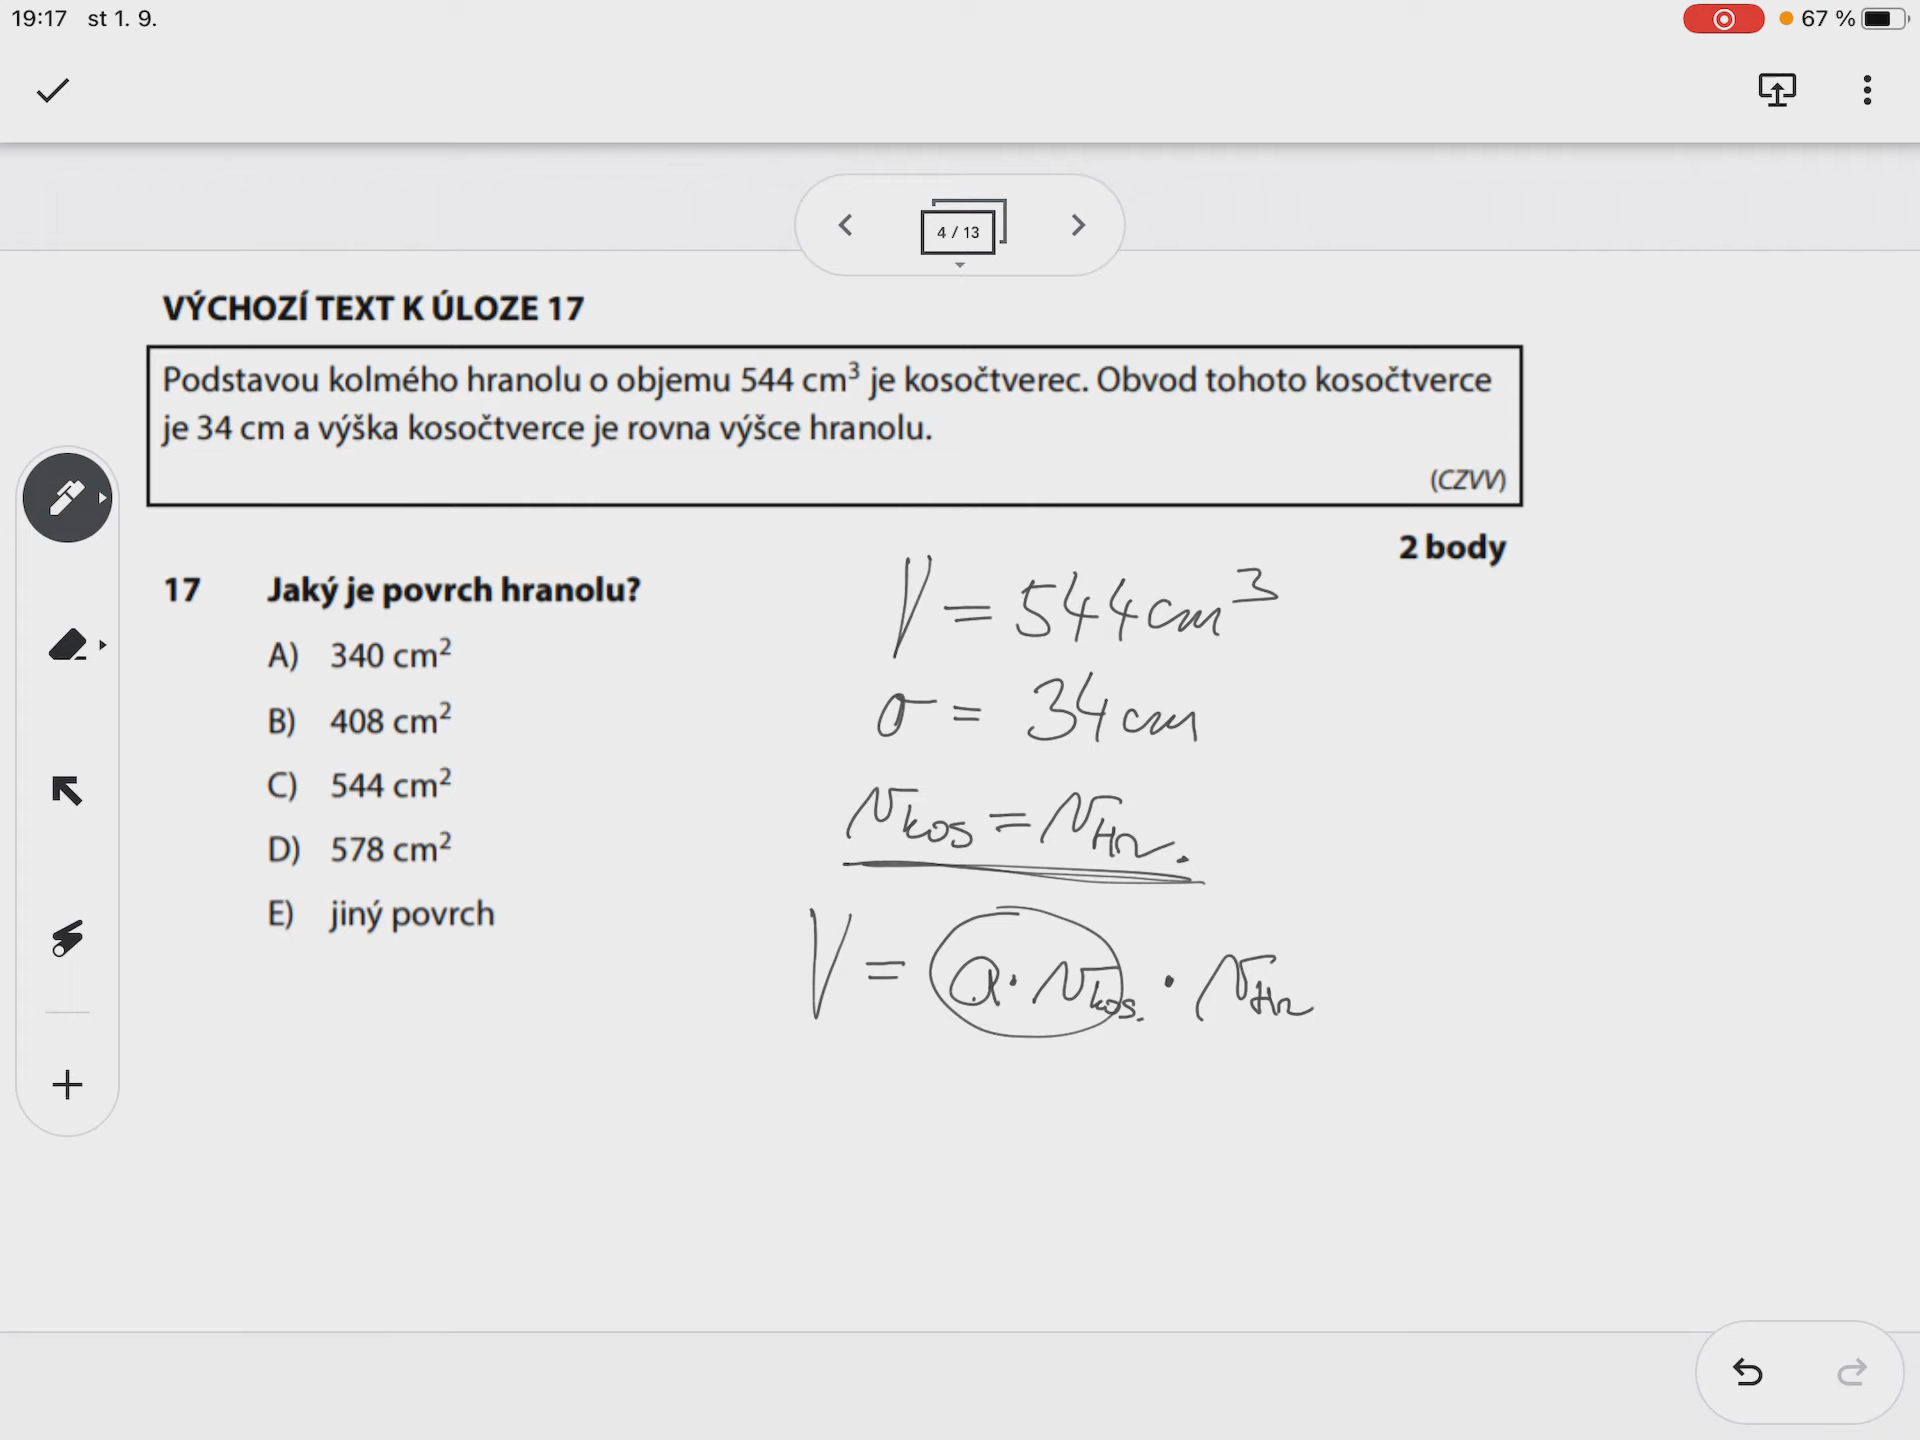 19:17 st 1. 9.
67 %
4 / 13
VÝCHOZÍ TEXT K ÚLOZE 17
Podstavou kolmého hranolu o objemu 544 cm³ je kosočtverec. Obvod tohoto kosočtverce
je 34 cm a výška kosočtverce je rovna výšce hranolu.
(CZVV)
2 body
17 Jaký je povrch hranolu?
A) 340 cm²
B) 408 cm²
C) 544 cm²
D) 578 cm²
E) jiný povrch
V = 544 cm³
σ = 34 cm
v kos = v Hr.
V = a · v kos. · v Hr